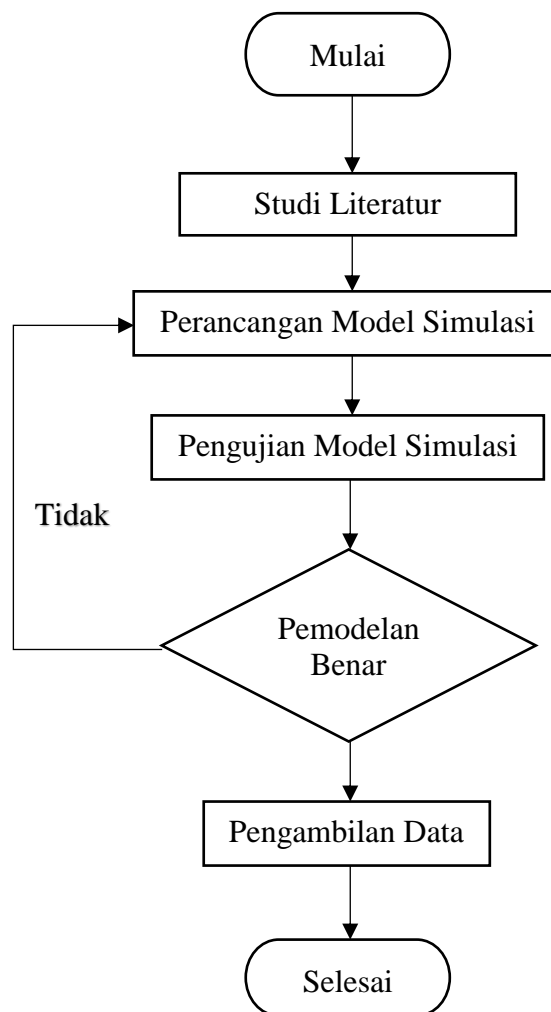 Mulai
Studi Literatur
Perancangan Model Simulasi
Pengujian Model Simulasi
Tidak
Pemodelan
Benar
Pengambilan Data
Selesai